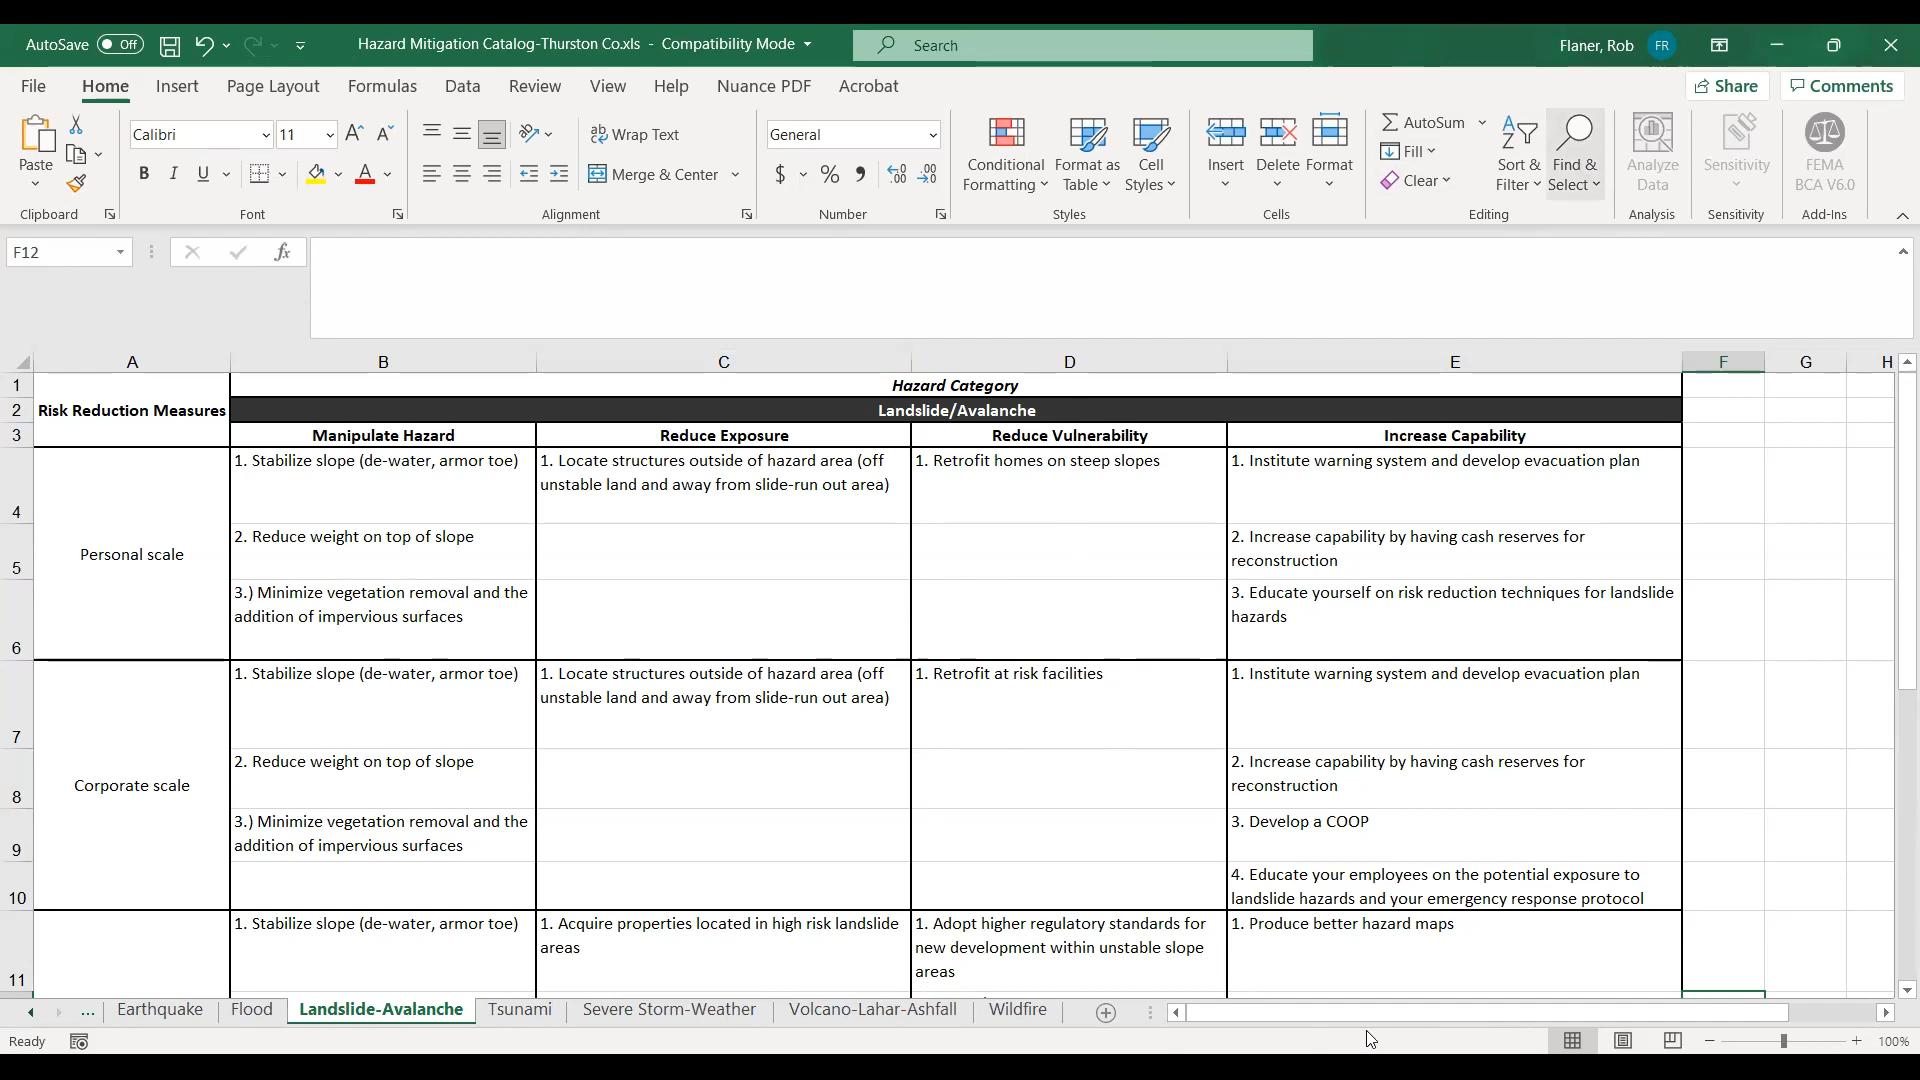 AutoSave Off Hazard Mitigation Catalog-Thurston Co.xls - Compatibility Mode Search Flaner, Rob FR
File Home Insert Page Layout Formulas Data Review View Help Nuance PDF Acrobat Share Comments
Calibri 11 Wrap Text General AutoSum
Paste Conditional Format as Cell Insert Delete Format Fill Sort & Find & Analyze Sensitivity FEMA
B I U A Merge & Center $ % Formatting Table Styles Clear Filter Select Data BCA V6.0
Clipboard Font Alignment Number Styles Cells Editing Analysis Sensitivity Add-Ins
F12 fx
A B C D E F G H
1 Hazard Category
2 Risk Reduction Measures Landslide/Avalanche
3 Manipulate Hazard Reduce Exposure Reduce Vulnerability Increase Capability
1. Stabilize slope (de-water, armor toe) 1. Locate structures outside of hazard area (off 1. Retrofit homes on steep slopes 1. Institute warning system and develop evacuation plan
unstable land and away from slide-run out area)
4
2. Reduce weight on top of slope 2. Increase capability by having cash reserves for
Personal scale reconstruction
5
3.) Minimize vegetation removal and the 3. Educate yourself on risk reduction techniques for landslide
addition of impervious surfaces hazards
6
1. Stabilize slope (de-water, armor toe) 1. Locate structures outside of hazard area (off 1. Retrofit at risk facilities 1. Institute warning system and develop evacuation plan
unstable land and away from slide-run out area)
7
2. Reduce weight on top of slope 2. Increase capability by having cash reserves for
Corporate scale reconstruction
8
3.) Minimize vegetation removal and the 3. Develop a COOP
9 addition of impervious surfaces
4. Educate your employees on the potential exposure to
10 landslide hazards and your emergency response protocol
1. Stabilize slope (de-water, armor toe) 1. Acquire properties located in high risk landslide 1. Adopt higher regulatory standards for 1. Produce better hazard maps
areas new development within unstable slope
11 areas
... Earthquake Flood Landslide-Avalanche Tsunami Severe Storm-Weather Volcano-Lahar-Ashfall Wildfire
Ready 100%